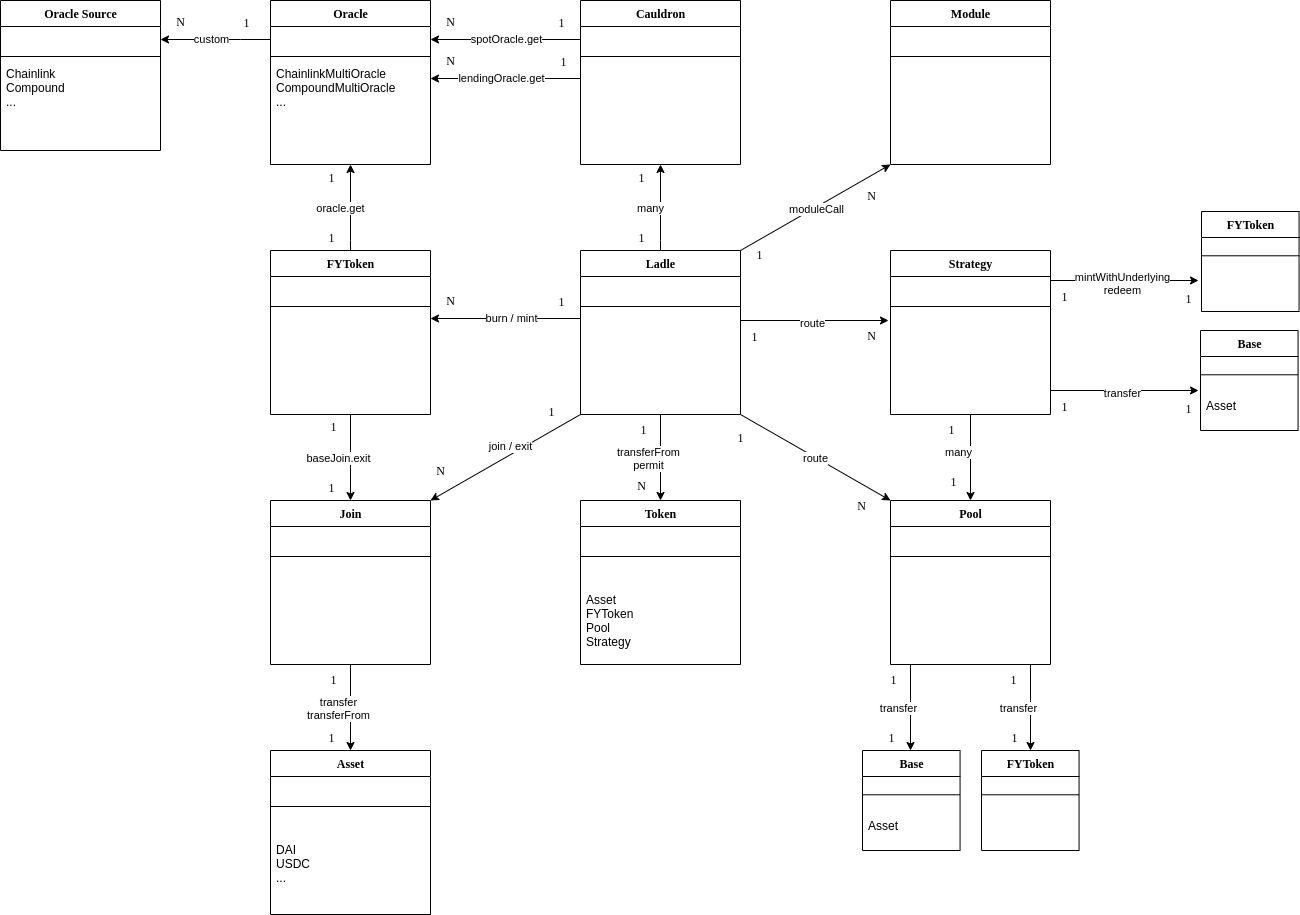 Oracle Source
Chainlink
Compound
...
N
1
custom
Oracle
ChainlinkMultiOracle
CompoundMultiOracle
...
N
1
spotOracle.get
N
1
lendingOracle.get
Cauldron
Module
1
oracle.get
1
1
many
1
N
moduleCall
1
FYToken
N
1
burn / mint
Ladle
1
route
N
Strategy
mintWithUnderlying
redeem
1
1
FYToken
transfer
1
1
Base
Asset
1
baseJoin.exit
1
1
join / exit
N
1
transferFrom
permit
N
1
route
N
1
many
1
Join
Token
Asset
FYToken
Pool
Strategy
Pool
1
transfer
transferFrom
1
1
transfer
1
1
transfer
1
Asset
DAI
USDC
...
Base
Asset
FYToken